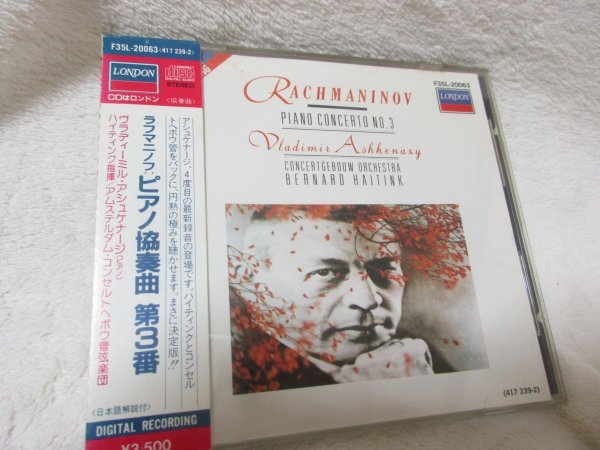 F35L-20063 (417 239-2)
LONDON
COMPACT
disc
DIGITAL AUDIO
STEREO
CDはロンドン
〈協奏曲〉
アシュケナージ、4度目の最新録音の登場です。ハイティンクとコンセル
トヘボウ管をバックに、円熟の極みを聴かせます。まさに決定版!!
ラフマニノフ:ピアノ協奏曲 第3番
ヴラディーミル・アシュケナージ(ピアノ)
ハイティンク指揮/アムステルダム・コンセルトヘボウ管弦楽団
〈日本語解説付〉
DIGITAL RECORDING
¥3,500
F35L-20063
LONDON
RACHMANINOV
PIANO CONCERTO NO.3
Vladimir Ashkenazy
CONCERTGEBOUW ORCHESTRA
BERNARD HAITINK
(417 239-2)